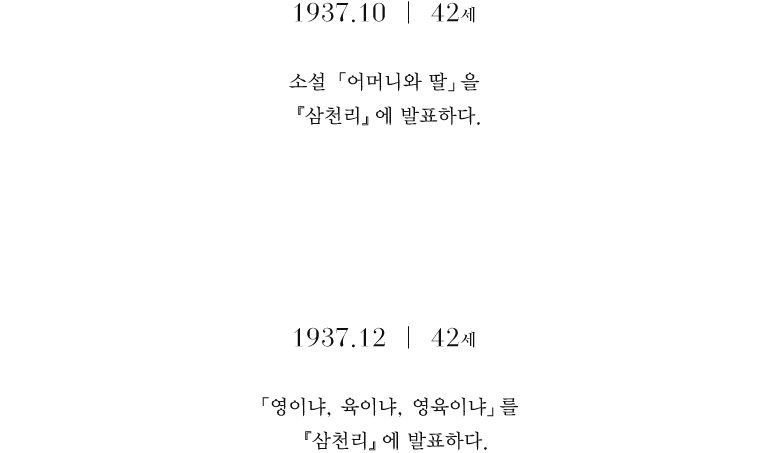 1937.10 | 42세
소설 「어머니와 딸」을
『삼천리』에 발표하다.
1937.12 | 42세
「영이냐, 육이냐, 영육이냐」를
『삼천리』에 발표하다.